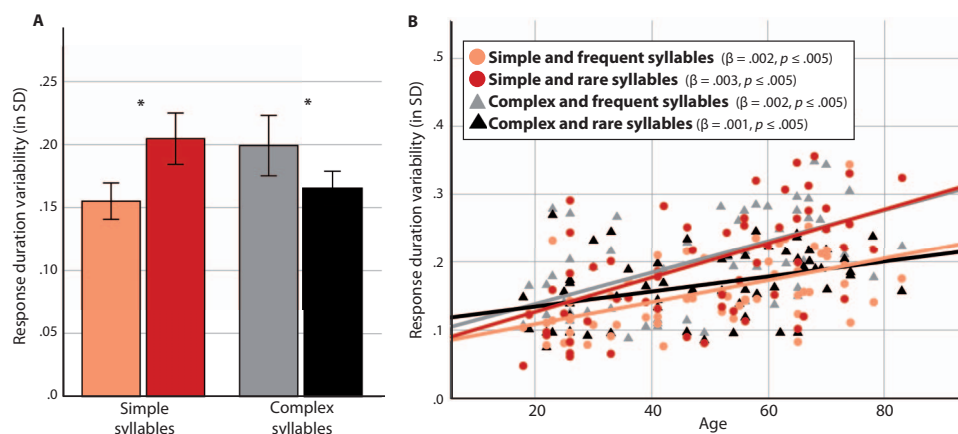 A
Response duration variability (in SD)
.20
.15
.20
.10
.0
*
*
Simple
syllables
Complex
syllables
B
Response duration variability (in SD)
.5
.4
.3
.2
.1
.0
Simple and frequent syllables (β = .002, p ≤ .005)
Simple and rare syllables (β = .003, p ≤ .005)
Complex and frequent syllables (β = .002, p ≤ .005)
Complex and rare syllables (β = .001, p ≤ .005)
20
40
60
80
Age